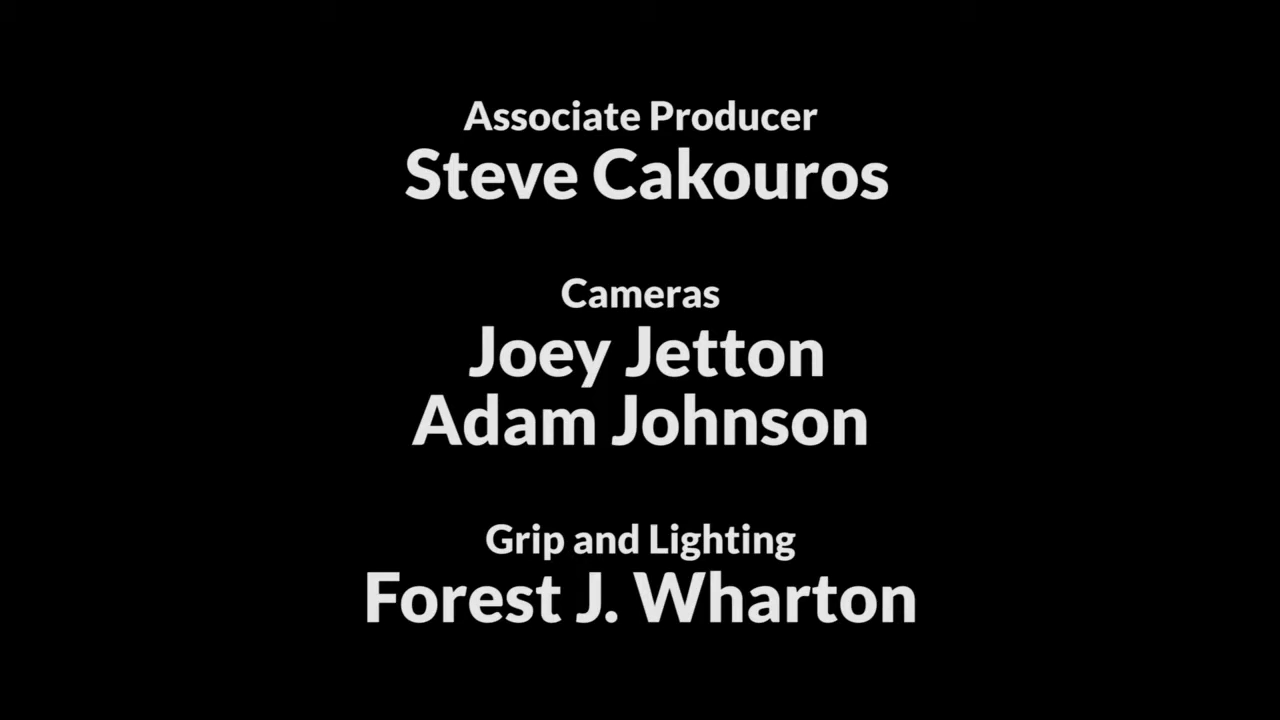 Associate Producer
Steve Cakouros
Cameras
Joey Jetton
Adam Johnson
Grip and Lighting
Forest J. Wharton